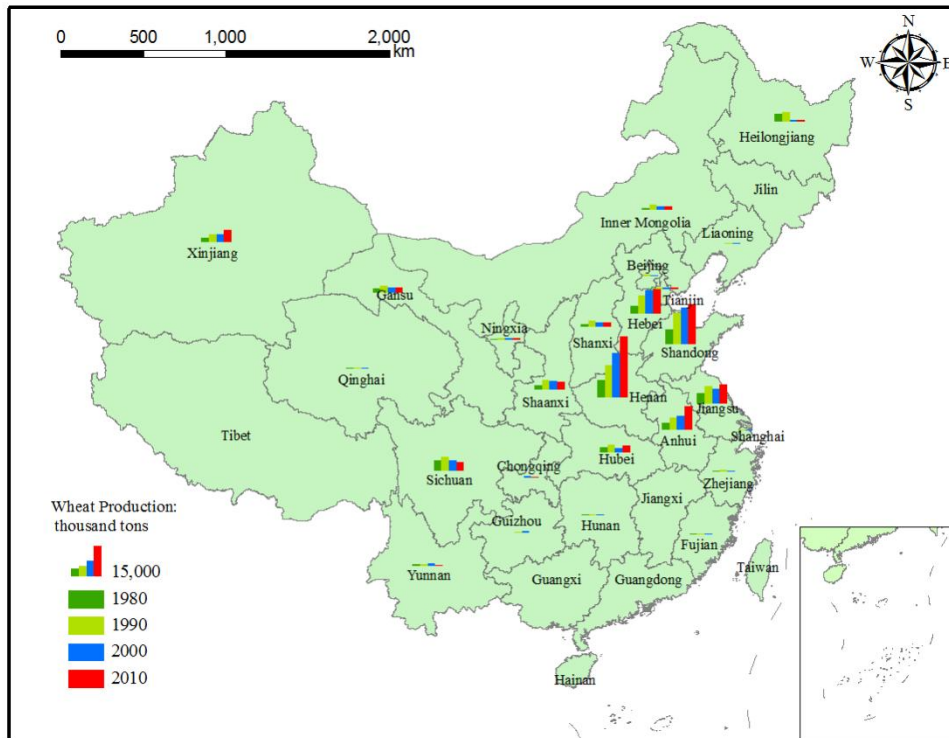 0 500 1,000 2,000
km
N
W E
S
Heilongjiang
Jilin
Inner Mongolia
Liaoning
Xinjiang
Beijing
Gansu
Tianjin
Hebei
Ningxia
Shanxi
Shandong
Qinghai
Shaanxi
Henan
Jiangsu
Tibet
Anhui
Shanghai
Hubei
Chongqing
Sichuan
Zhejiang
Wheat Production:
thousand tons
Jiangxi
Guizhou
Hunan
Fujian
15,000
Yunnan
Guangxi
Guangdong
Taiwan
1980
1990
2000
2010
Hainan